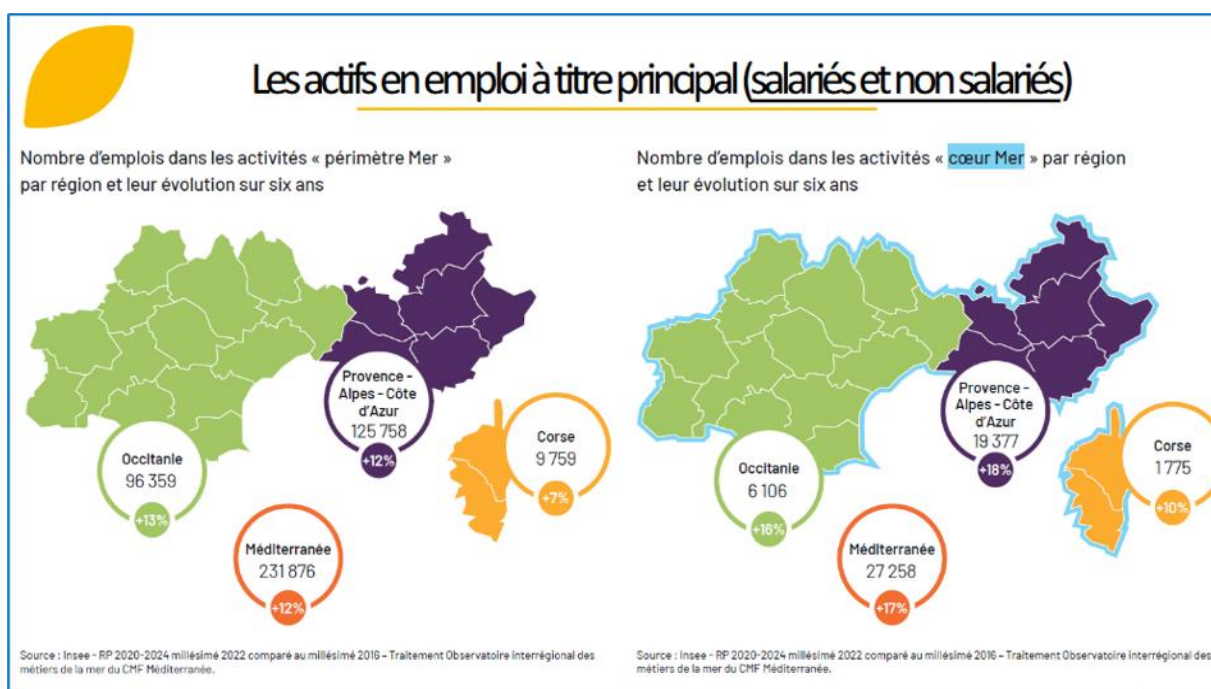 Les actifs en emploi à titre principal (salariés et non salariés)
Nombre d'emplois dans les activités « périmètre Mer »
par région et leur évolution sur six ans
Provence -
Alpes - Côte
d'Azur
125 758
+12%
Corse
9 759
+7%
Occitanie
96 359
+13%
Méditerranée
231 876
+12%
Source : Insee - RP 2020-2024 millésimé 2022 comparé au millésimé 2016 – Traitement Observatoire interrégional des
métiers de la mer du CMF Méditerranée.
Nombre d'emplois dans les activités « cœur Mer » par région
et leur évolution sur six ans
Provence -
Alpes - Côte
d'Azur
19 377
+18%
Corse
1 775
+10%
Occitanie
6 106
+16%
Méditerranée
27 258
+17%
Source : Insee - RP 2020-2024 millésimé 2022 comparé au millésimé 2016 – Traitement Observatoire interrégional des
métiers de la mer du CMF Méditerranée.